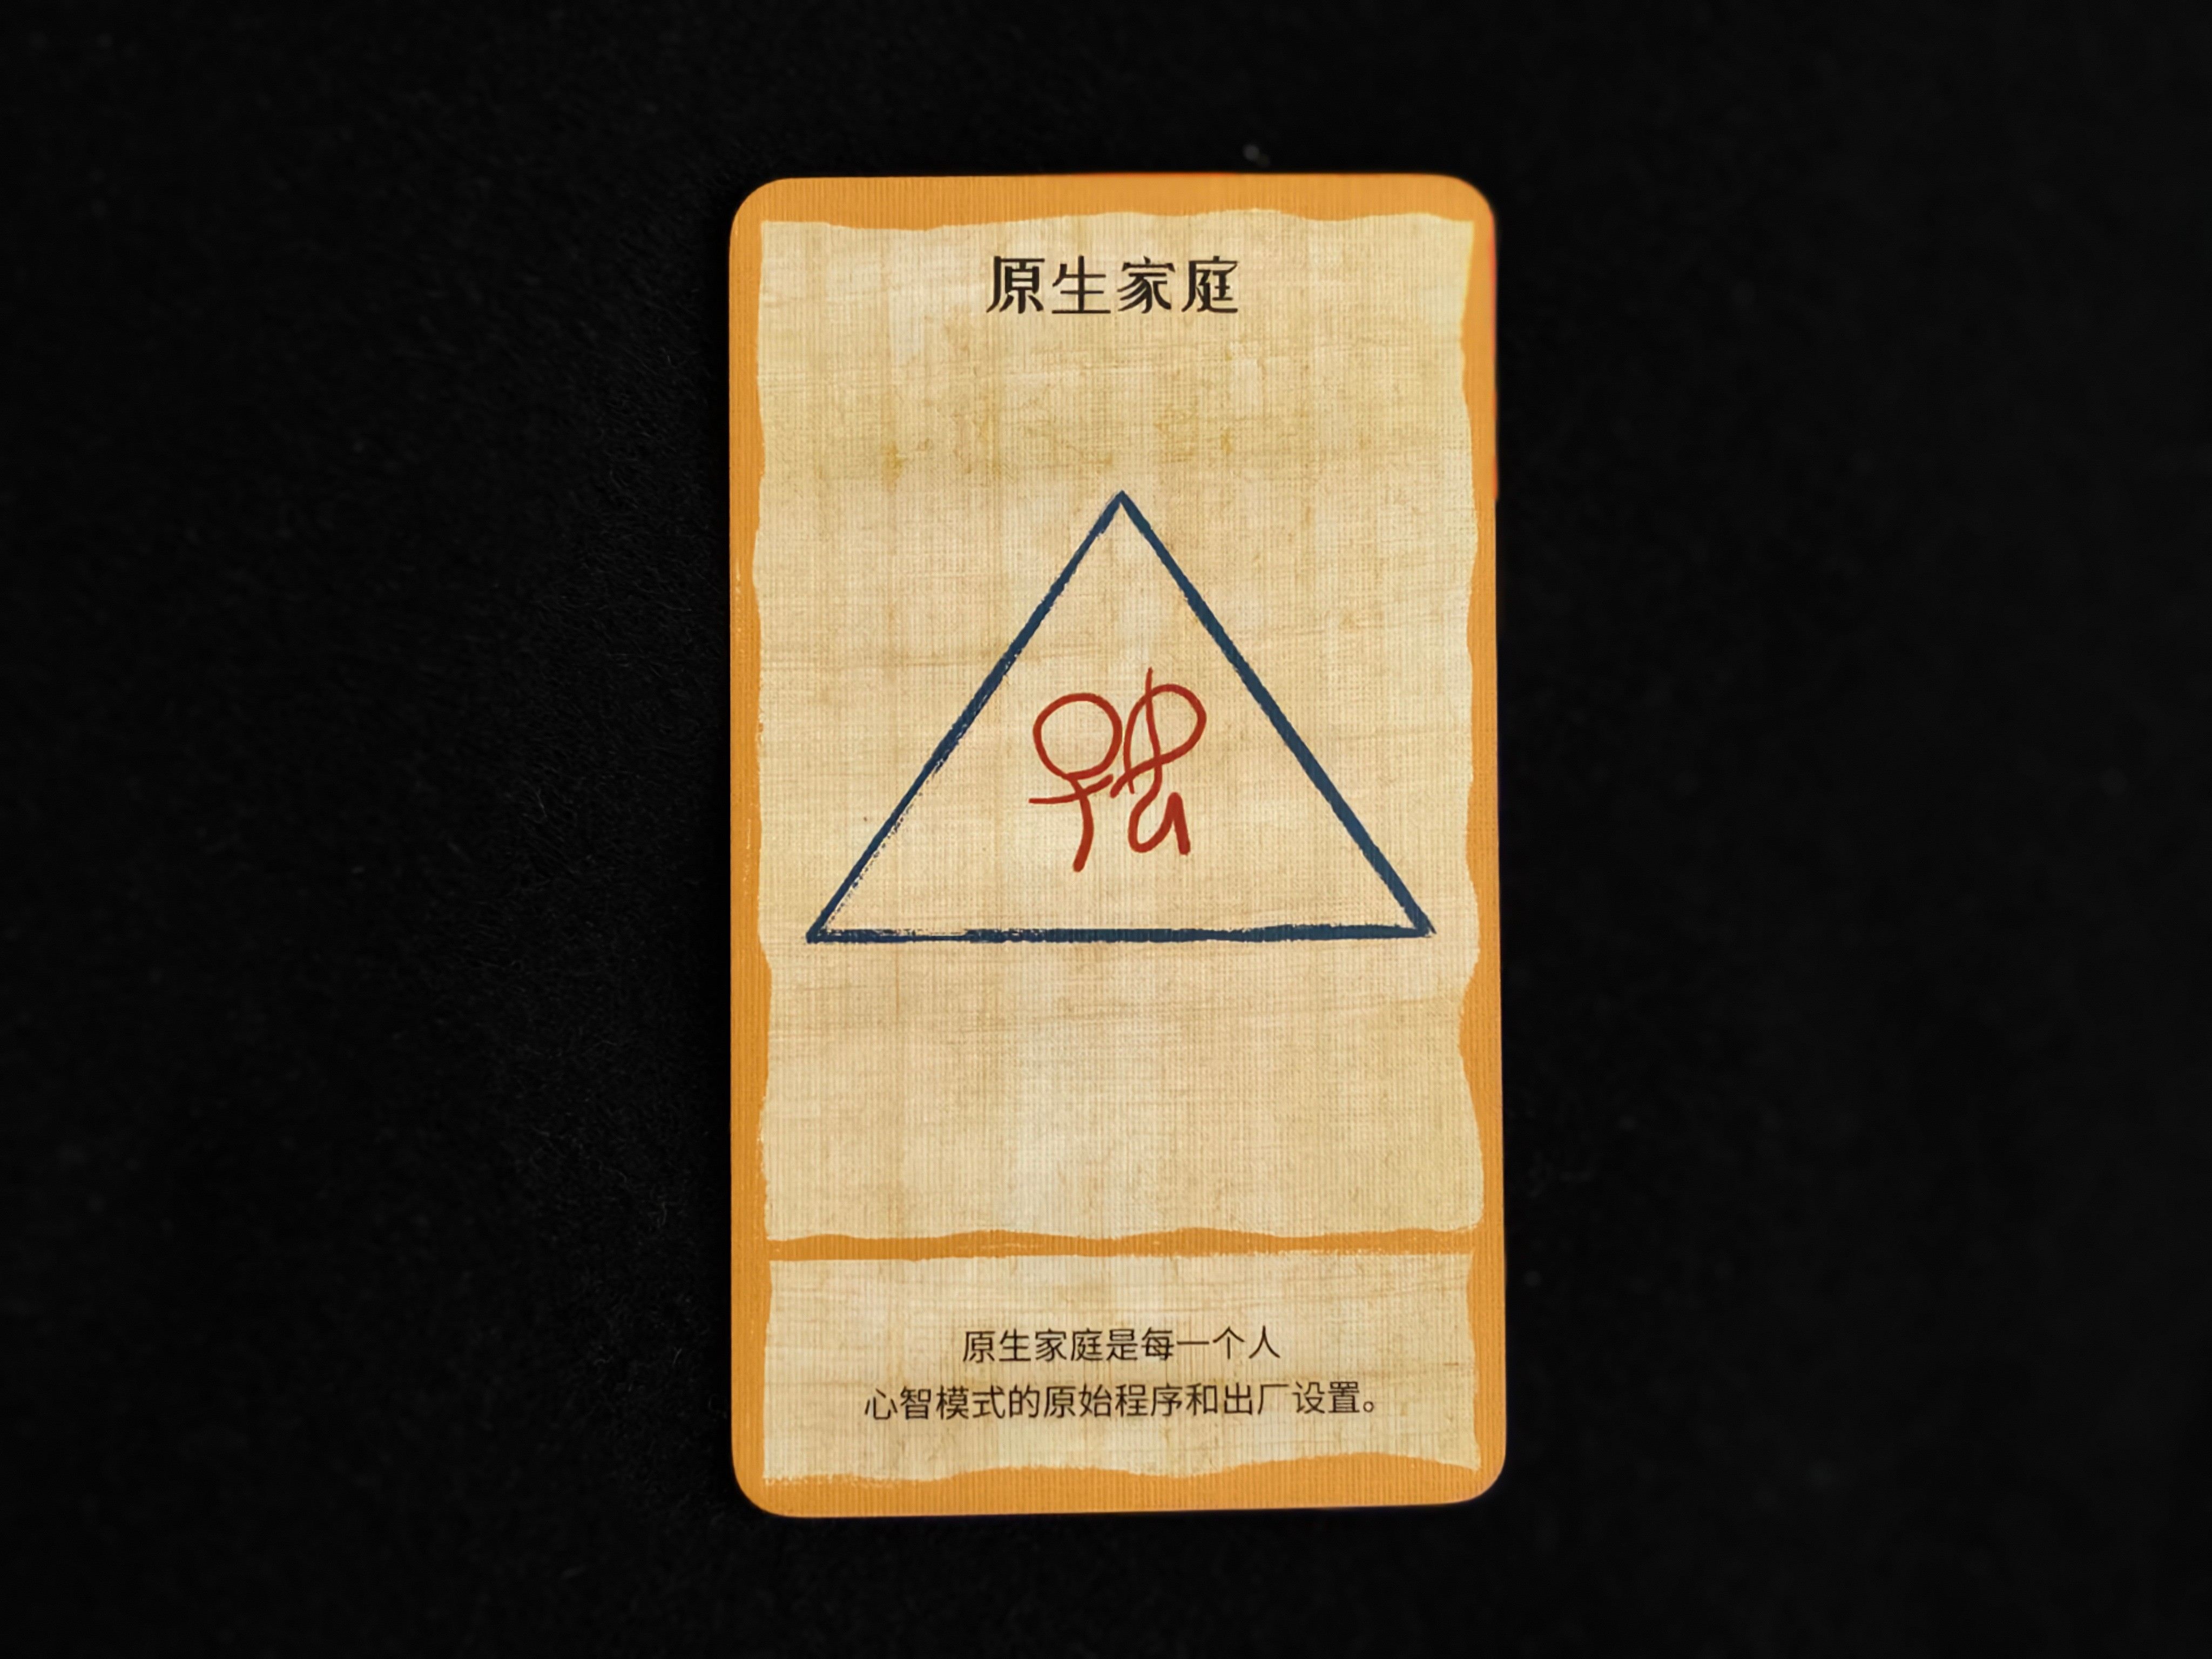 原生家庭
原生家庭是每一个人
心智模式的原始程序和出厂设置。